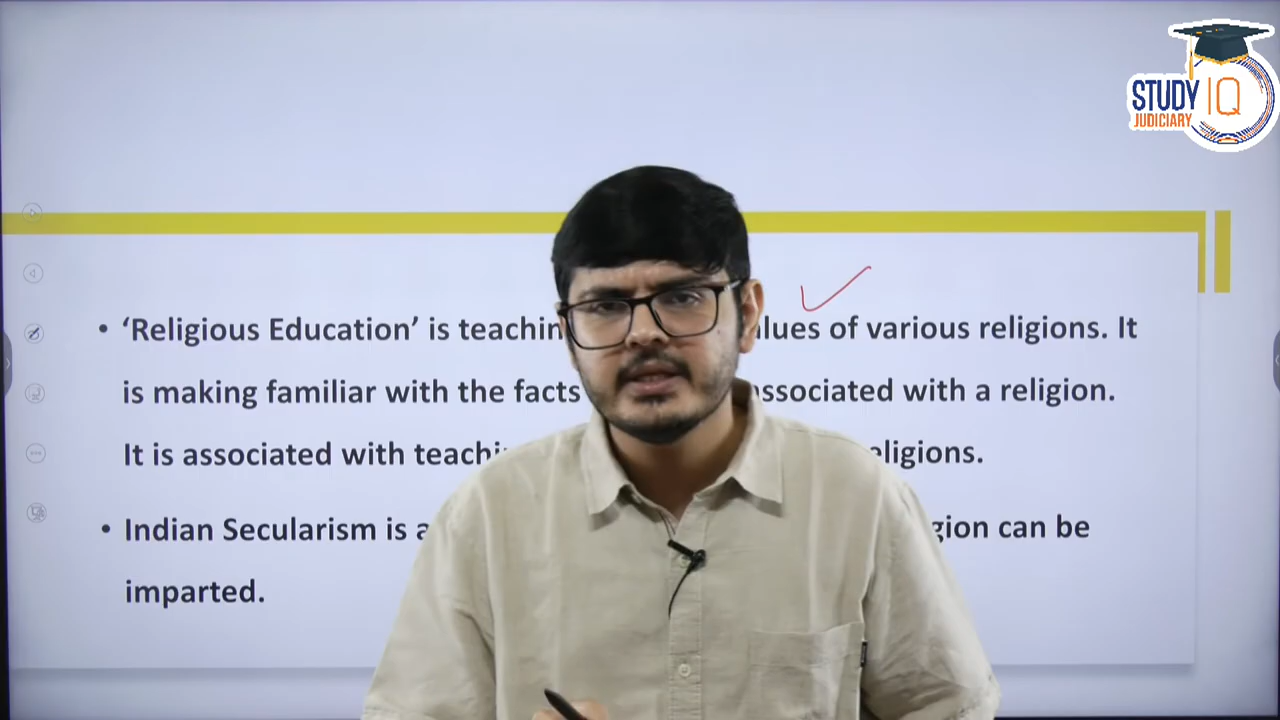 STUDY IQ
JUDICIARY
• ‘Religious Education’ is teachin alues of various religions. It
is making familiar with the facts associated with a religion.
It is associated with teachi eligions.
• Indian Secularism is a gion can be
imparted.